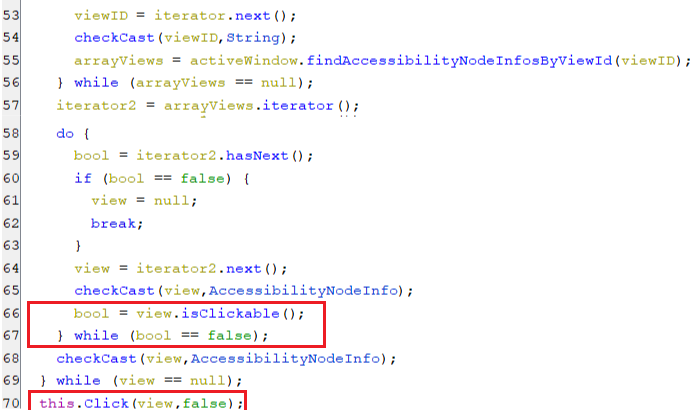 53 viewID = iterator.next();
54 checkCast(viewID,String);
55 arrayViews = activeWindow.findAccessibilityNodeInfosByViewId(viewID);
56 } while (arrayViews == null);
57 iterator2 = arrayViews.iterator();
58 do {
59 bool = iterator2.hasNext();
60 if (bool == false) {
61 view = null;
62 break;
63 }
64 view = iterator2.next();
65 checkCast(view,AccessibilityNodeInfo);
66 bool = view.isClickable();
67 } while (bool == false);
68 checkCast(view,AccessibilityNodeInfo);
69 } while (view == null);
70 this.Click(view,false);